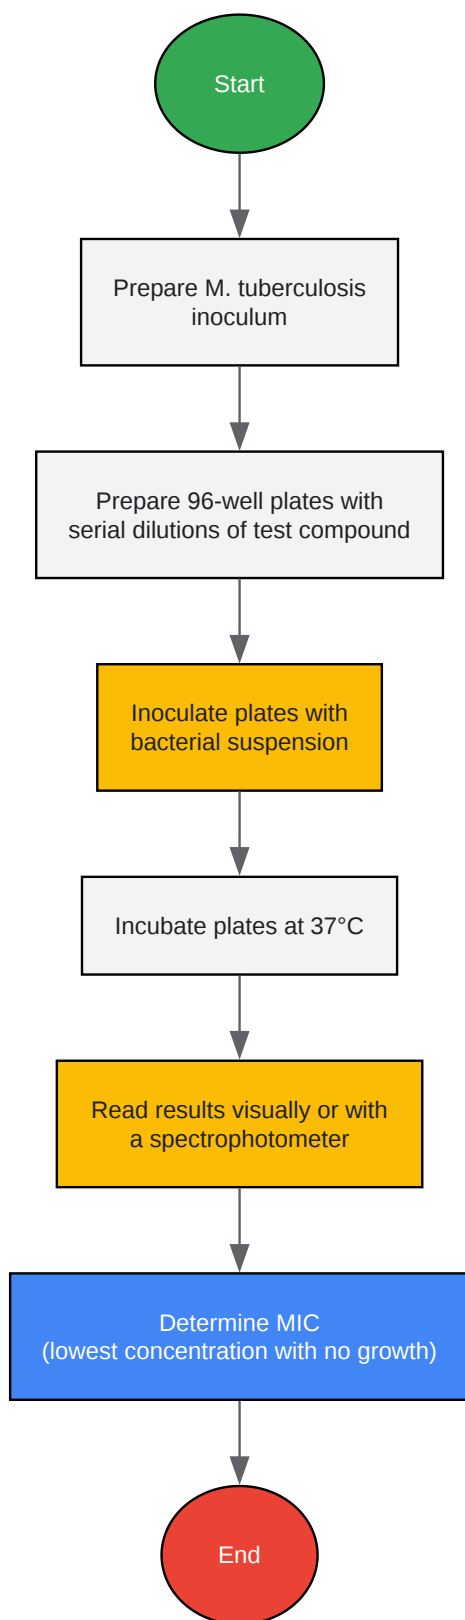 Start
Prepare M. tuberculosis
inoculum
Prepare 96-well plates with
serial dilutions of test compound
Inoculate plates with
bacterial suspension
Incubate plates at 37°C
Read results visually or with
a spectrophotometer
Determine MIC
(lowest concentration with no growth)
End